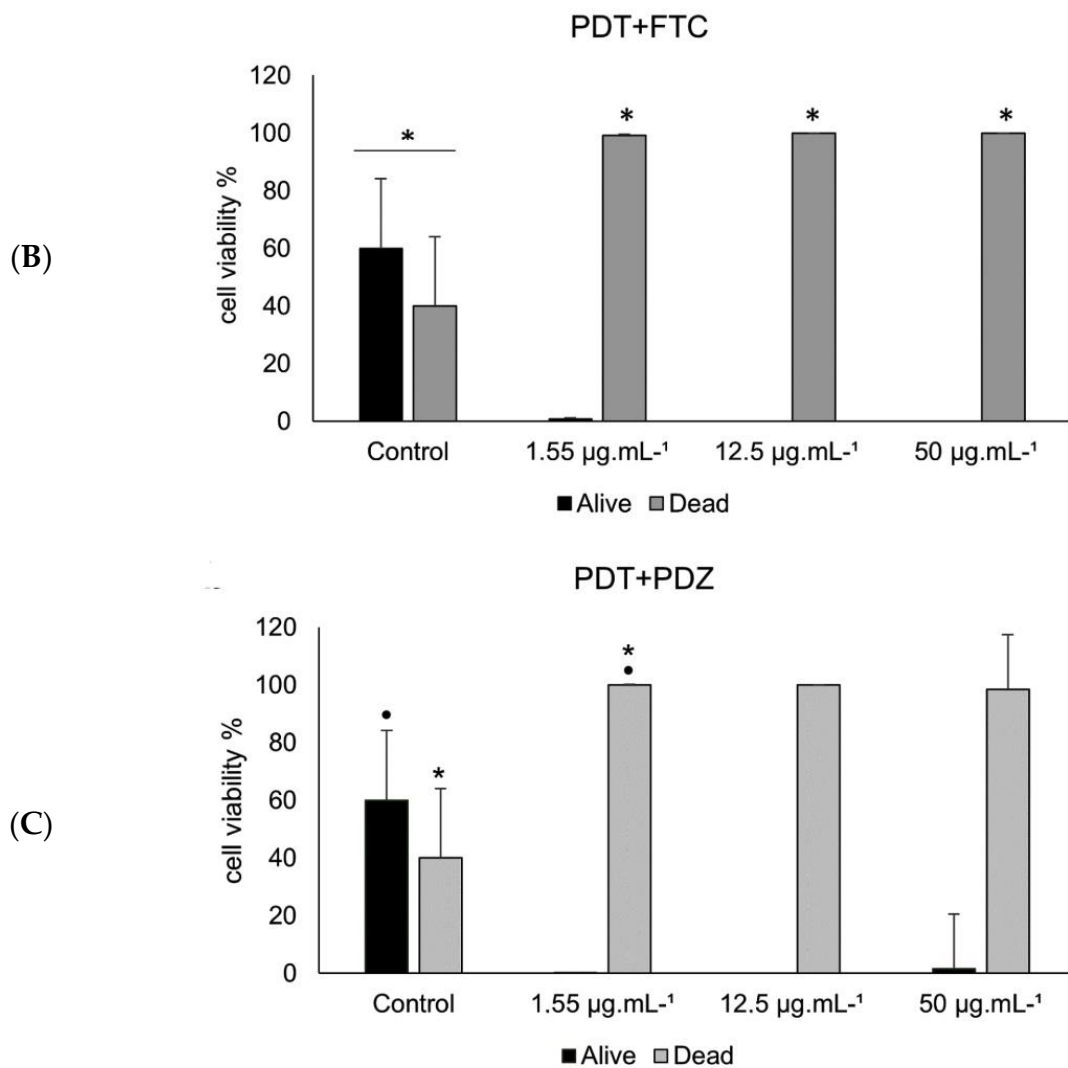 PDT+FTC
(B)
cell viability %
120
100
80
60
40
20
0
*
*
*
*
Control 1.55 µg.mL-¹ 12.5 µg.mL-¹ 50 µg.mL-¹
Alive Dead
PDT+PDZ
(C)
cell viability %
120
100
80
60
40
20
0
•
*
*
•
Control 1.55 µg.mL-¹ 12.5 µg.mL-¹ 50 µg.mL-¹
Alive Dead